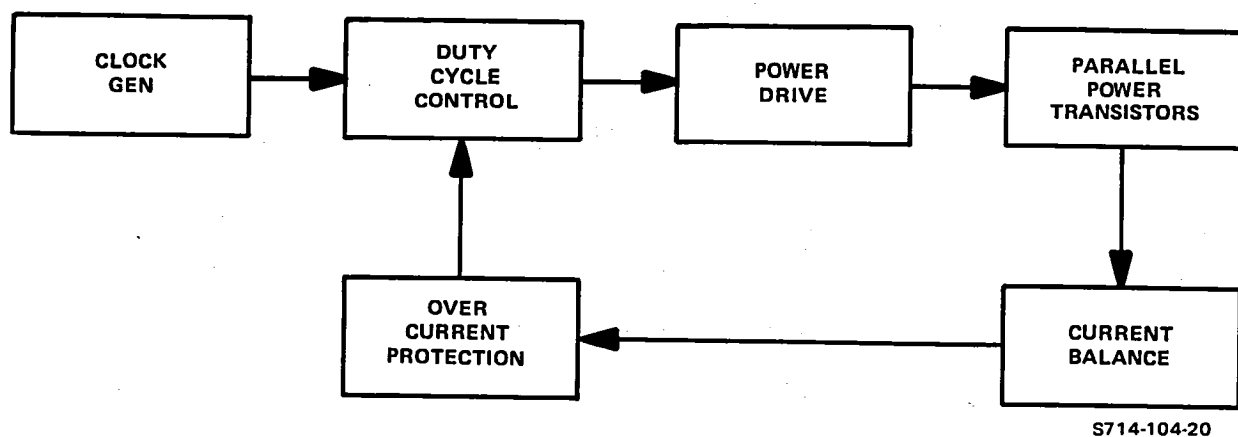 CLOCK
GEN
DUTY
CYCLE
CONTROL
POWER
DRIVE
PARALLEL
POWER
TRANSISTORS
OVER
CURRENT
PROTECTION
CURRENT
BALANCE
S714-104-20